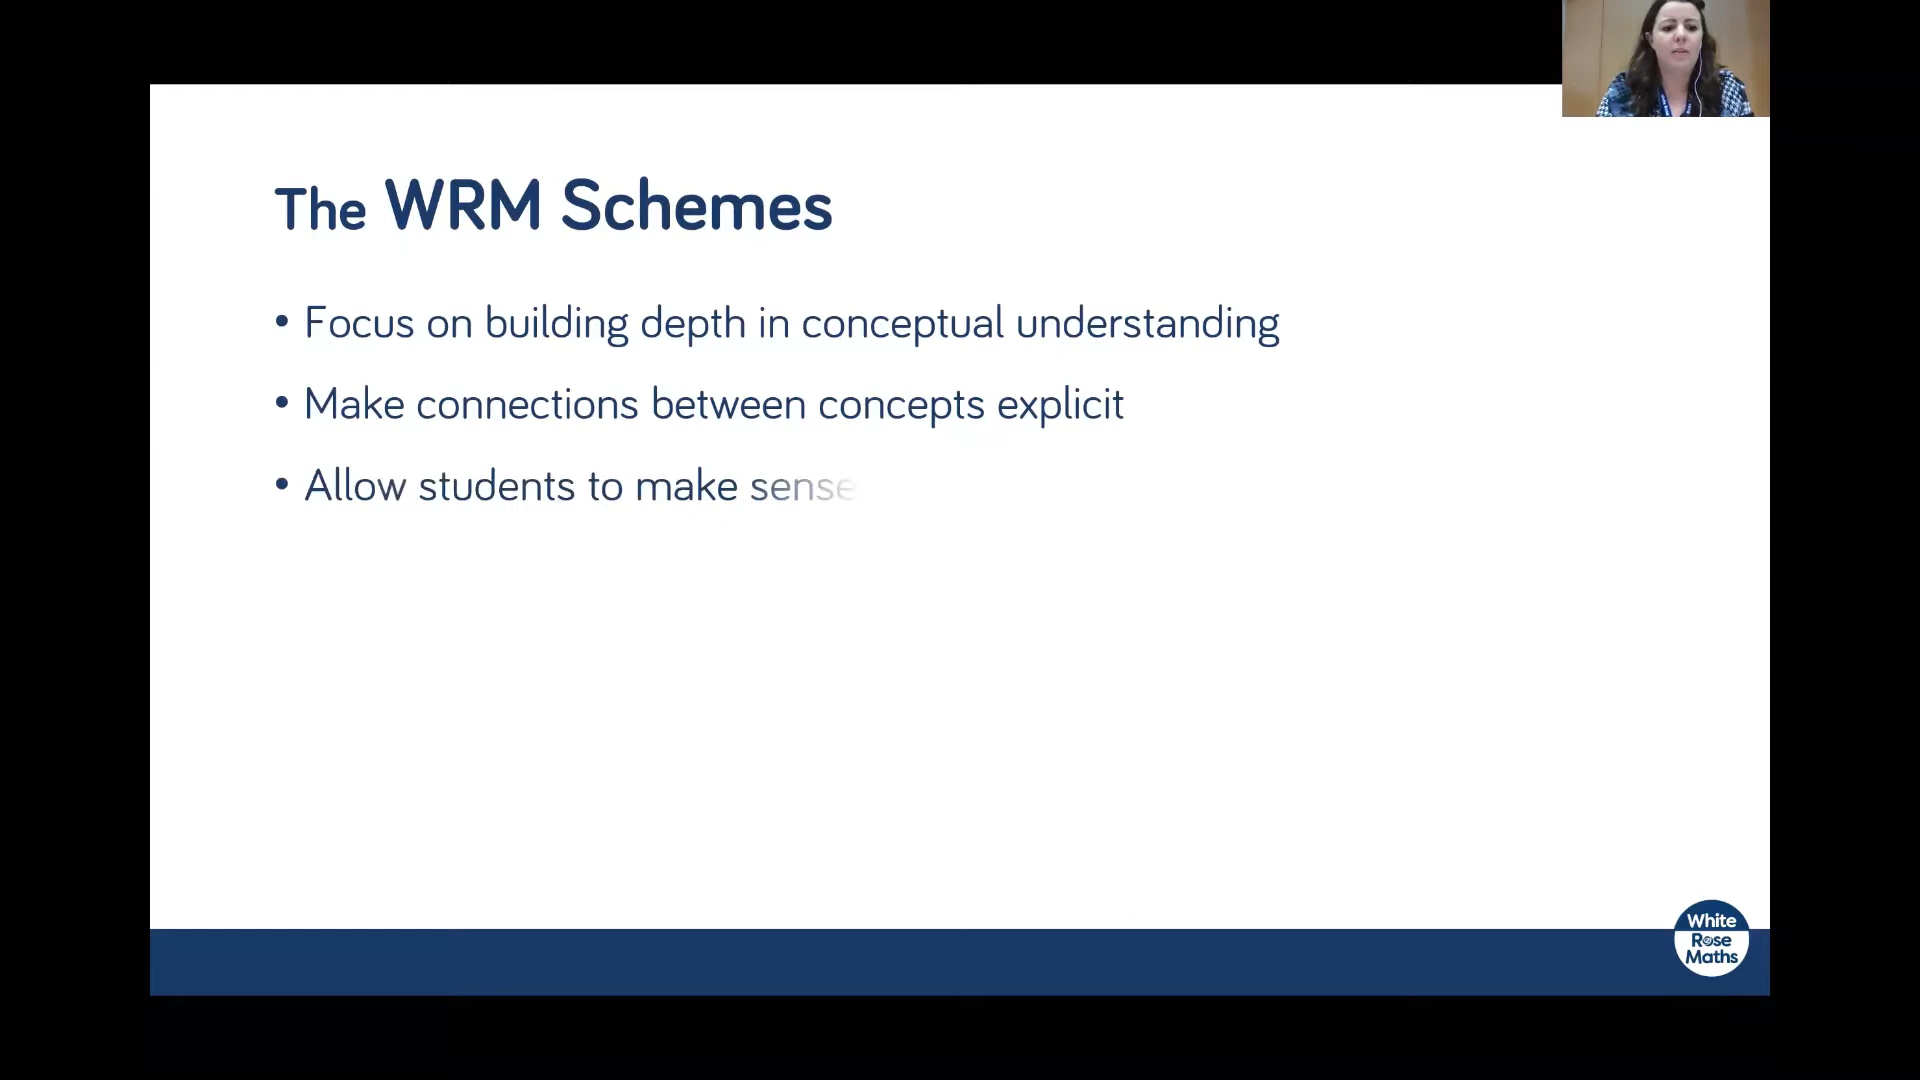 The WRM Schemes
• Focus on building depth in conceptual understanding
• Make connections between concepts explicit
• Allow students to make sense
White
Rose
Maths